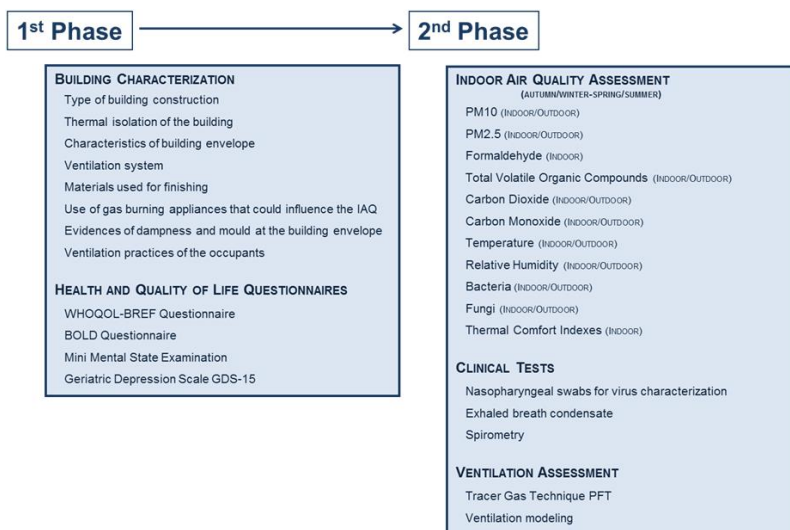 1st Phase
2nd Phase
BUILDING CHARACTERIZATION
Type of building construction
Thermal isolation of the building
Characteristics of building envelope
Ventilation system
Materials used for finishing
Use of gas burning appliances that could influence the IAQ
Evidences of dampness and mould at the building envelope
Ventilation practices of the occupants
HEALTH AND QUALITY OF LIFE QUESTIONNAIRES
WHOQOL-BREF Questionnaire
BOLD Questionnaire
Mini Mental State Examination
Geriatric Depression Scale GDS-15
INDOOR AIR QUALITY ASSESSMENT
(AUTUMN/WINTER-SPRING/SUMMER)
PM10 (INDOOR/OUTDOOR)
PM2.5 (INDOOR/OUTDOOR)
Formaldehyde (INDOOR)
Total Volatile Organic Compounds (INDOOR/OUTDOOR)
Carbon Dioxide (INDOOR/OUTDOOR)
Carbon Monoxide (INDOOR/OUTDOOR)
Temperature (INDOOR/OUTDOOR)
Relative Humidity (INDOOR/OUTDOOR)
Bacteria (INDOOR/OUTDOOR)
Fungi (INDOOR/OUTDOOR)
Thermal Comfort Indexes (INDOOR)
CLINICAL TESTS
Nasopharyngeal swabs for virus characterization
Exhaled breath condensate
Spirometry
VENTILATION ASSESSMENT
Tracer Gas Technique PFT
Ventilation modeling